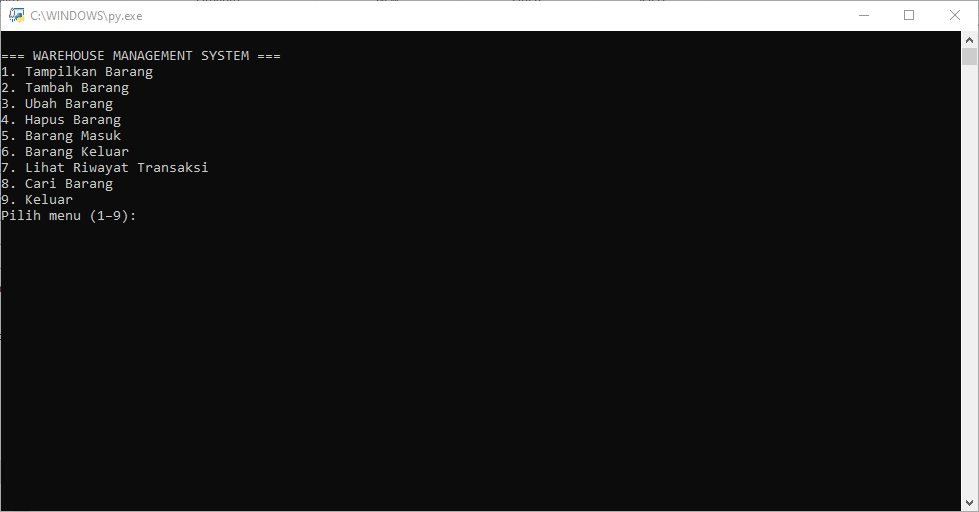 C:\WINDOWS\py.exe
=== WAREHOUSE MANAGEMENT SYSTEM ===
1. Tampilkan Barang
2. Tambah Barang
3. Ubah Barang
4. Hapus Barang
5. Barang Masuk
6. Barang Keluar
7. Lihat Riwayat Transaksi
8. Cari Barang
9. Keluar
Pilih menu (1–9):